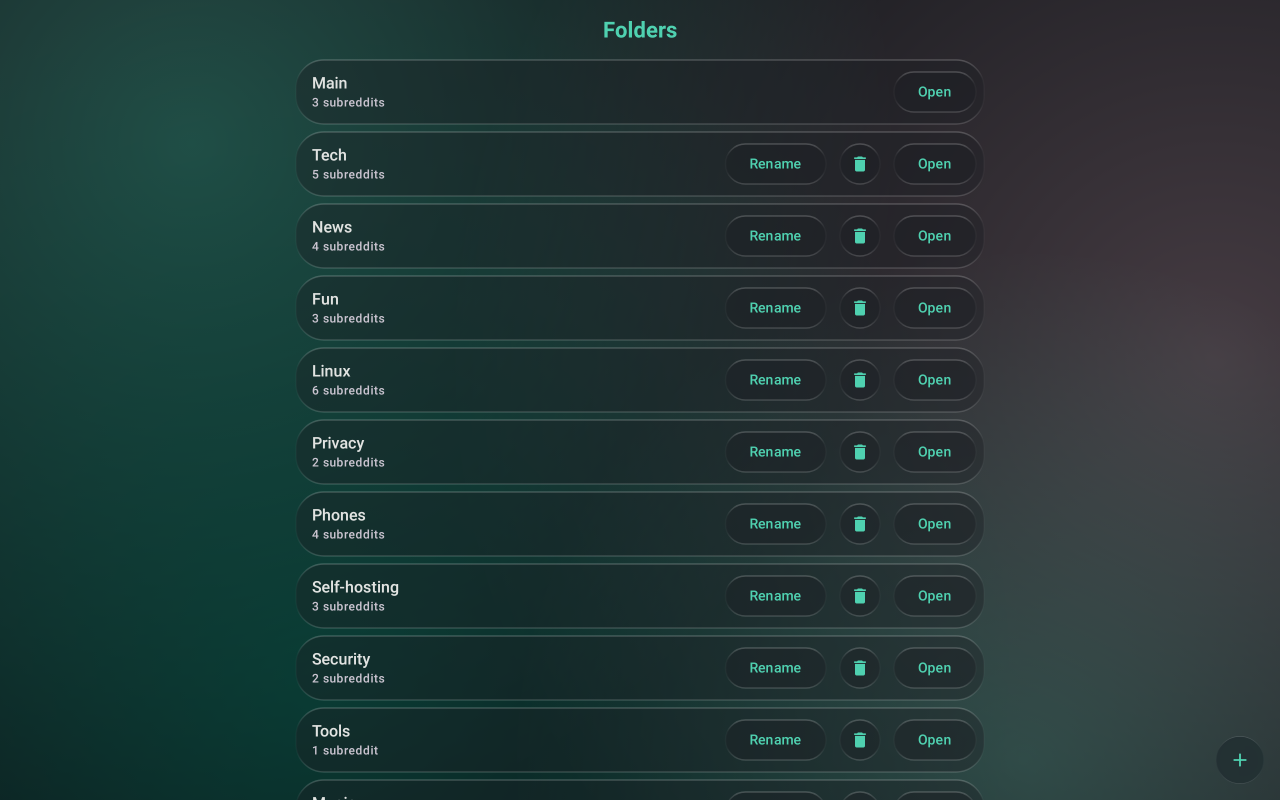 Folders
Main
3 subreddits
Open
Tech
5 subreddits
Rename
Open
News
4 subreddits
Rename
Open
Fun
3 subreddits
Rename
Open
Linux
6 subreddits
Rename
Open
Privacy
2 subreddits
Rename
Open
Phones
4 subreddits
Rename
Open
Self-hosting
3 subreddits
Rename
Open
Security
2 subreddits
Rename
Open
Tools
1 subreddit
Rename
Open